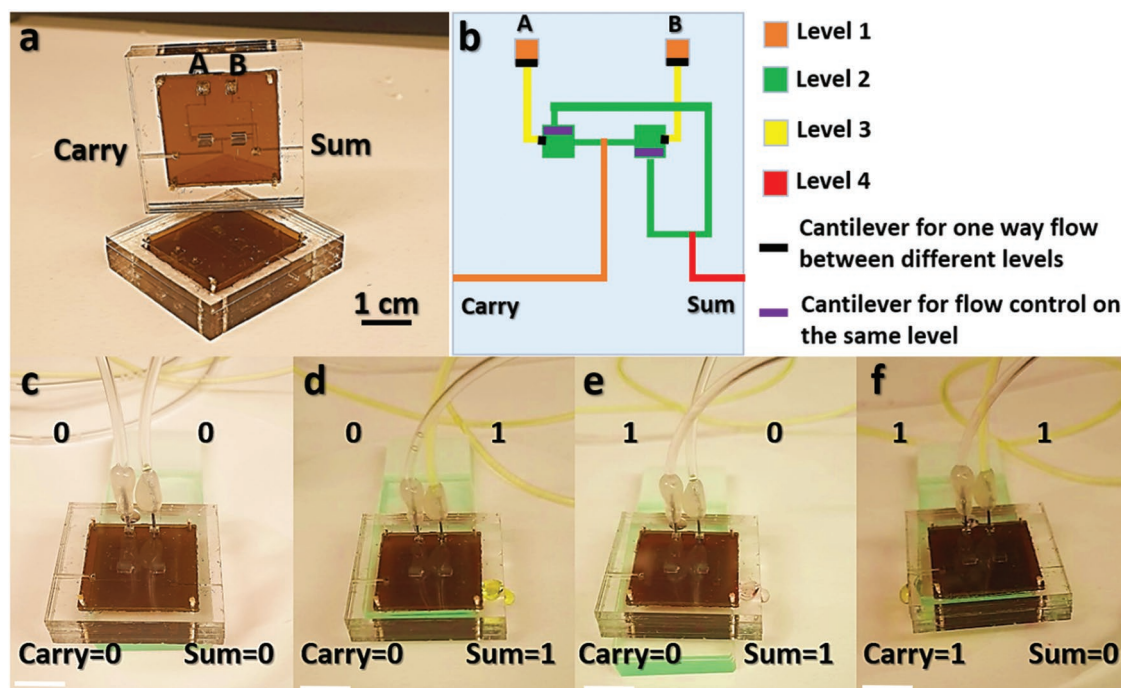 a
A B
Carry
Sum
1 cm
b
A
B
Carry
Sum
Level 1
Level 2
Level 3
Level 4
Cantilever for one way flow
between different levels
Cantilever for flow control on
the same level
c
0 0
Carry=0 Sum=0
d
0 1
Carry=0 Sum=1
e
1 0
Carry=0 Sum=1
f
1 1
Carry=1 Sum=0